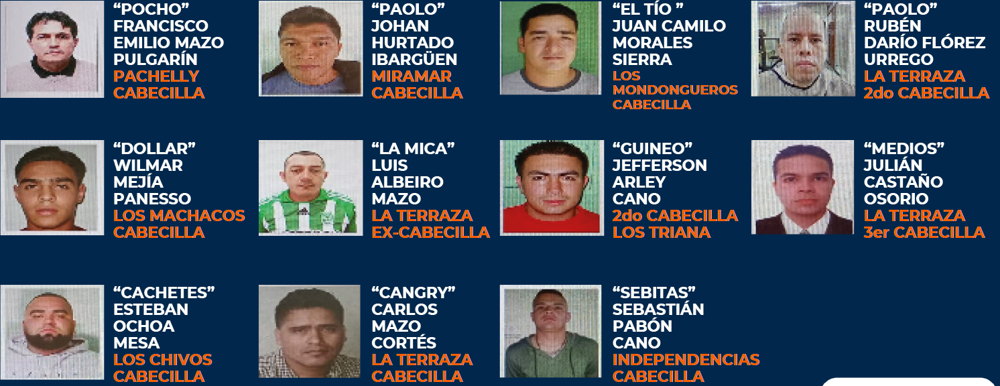 “POCHO”
FRANCISCO
EMILIO MAZO
PULGARÍN
PACHELLY
CABECILLA
“PAOLO”
JOHAN
HURTADO
IBARGÜEN
MIRAMAR
CABECILLA
“EL TÍO ”
JUAN CAMILO
MORALES
SIERRA
LOS
MONDONGUEROS
CABECILLA
“PAOLO”
RUBÉN
DARÍO FLÓREZ
URREGO
LA TERRAZA
2do CABECILLA
“DOLLAR”
WILMAR
MEJÍA
PANESSO
LOS MACHACOS
CABECILLA
“LA MICA”
LUIS
ALBEIRO
MAZO
LA TERRAZA
EX-CABECILLA
“GUINEO”
JEFFERSON
ARLEY
CANO
2do CABECILLA
LOS TRIANA
“MEDIOS”
JULIÁN
CASTAÑO
OSORIO
LA TERRAZA
3er CABECILLA
“CACHETES”
ESTEBAN
OCHOA
MESA
LOS CHIVOS
CABECILLA
“CANGRY”
CARLOS
MAZO
CORTÉS
LA TERRAZA
CABECILLA
“SEBITAS”
SEBASTIÁN
PABÓN
CANO
INDEPENDENCIAS
CABECILLA